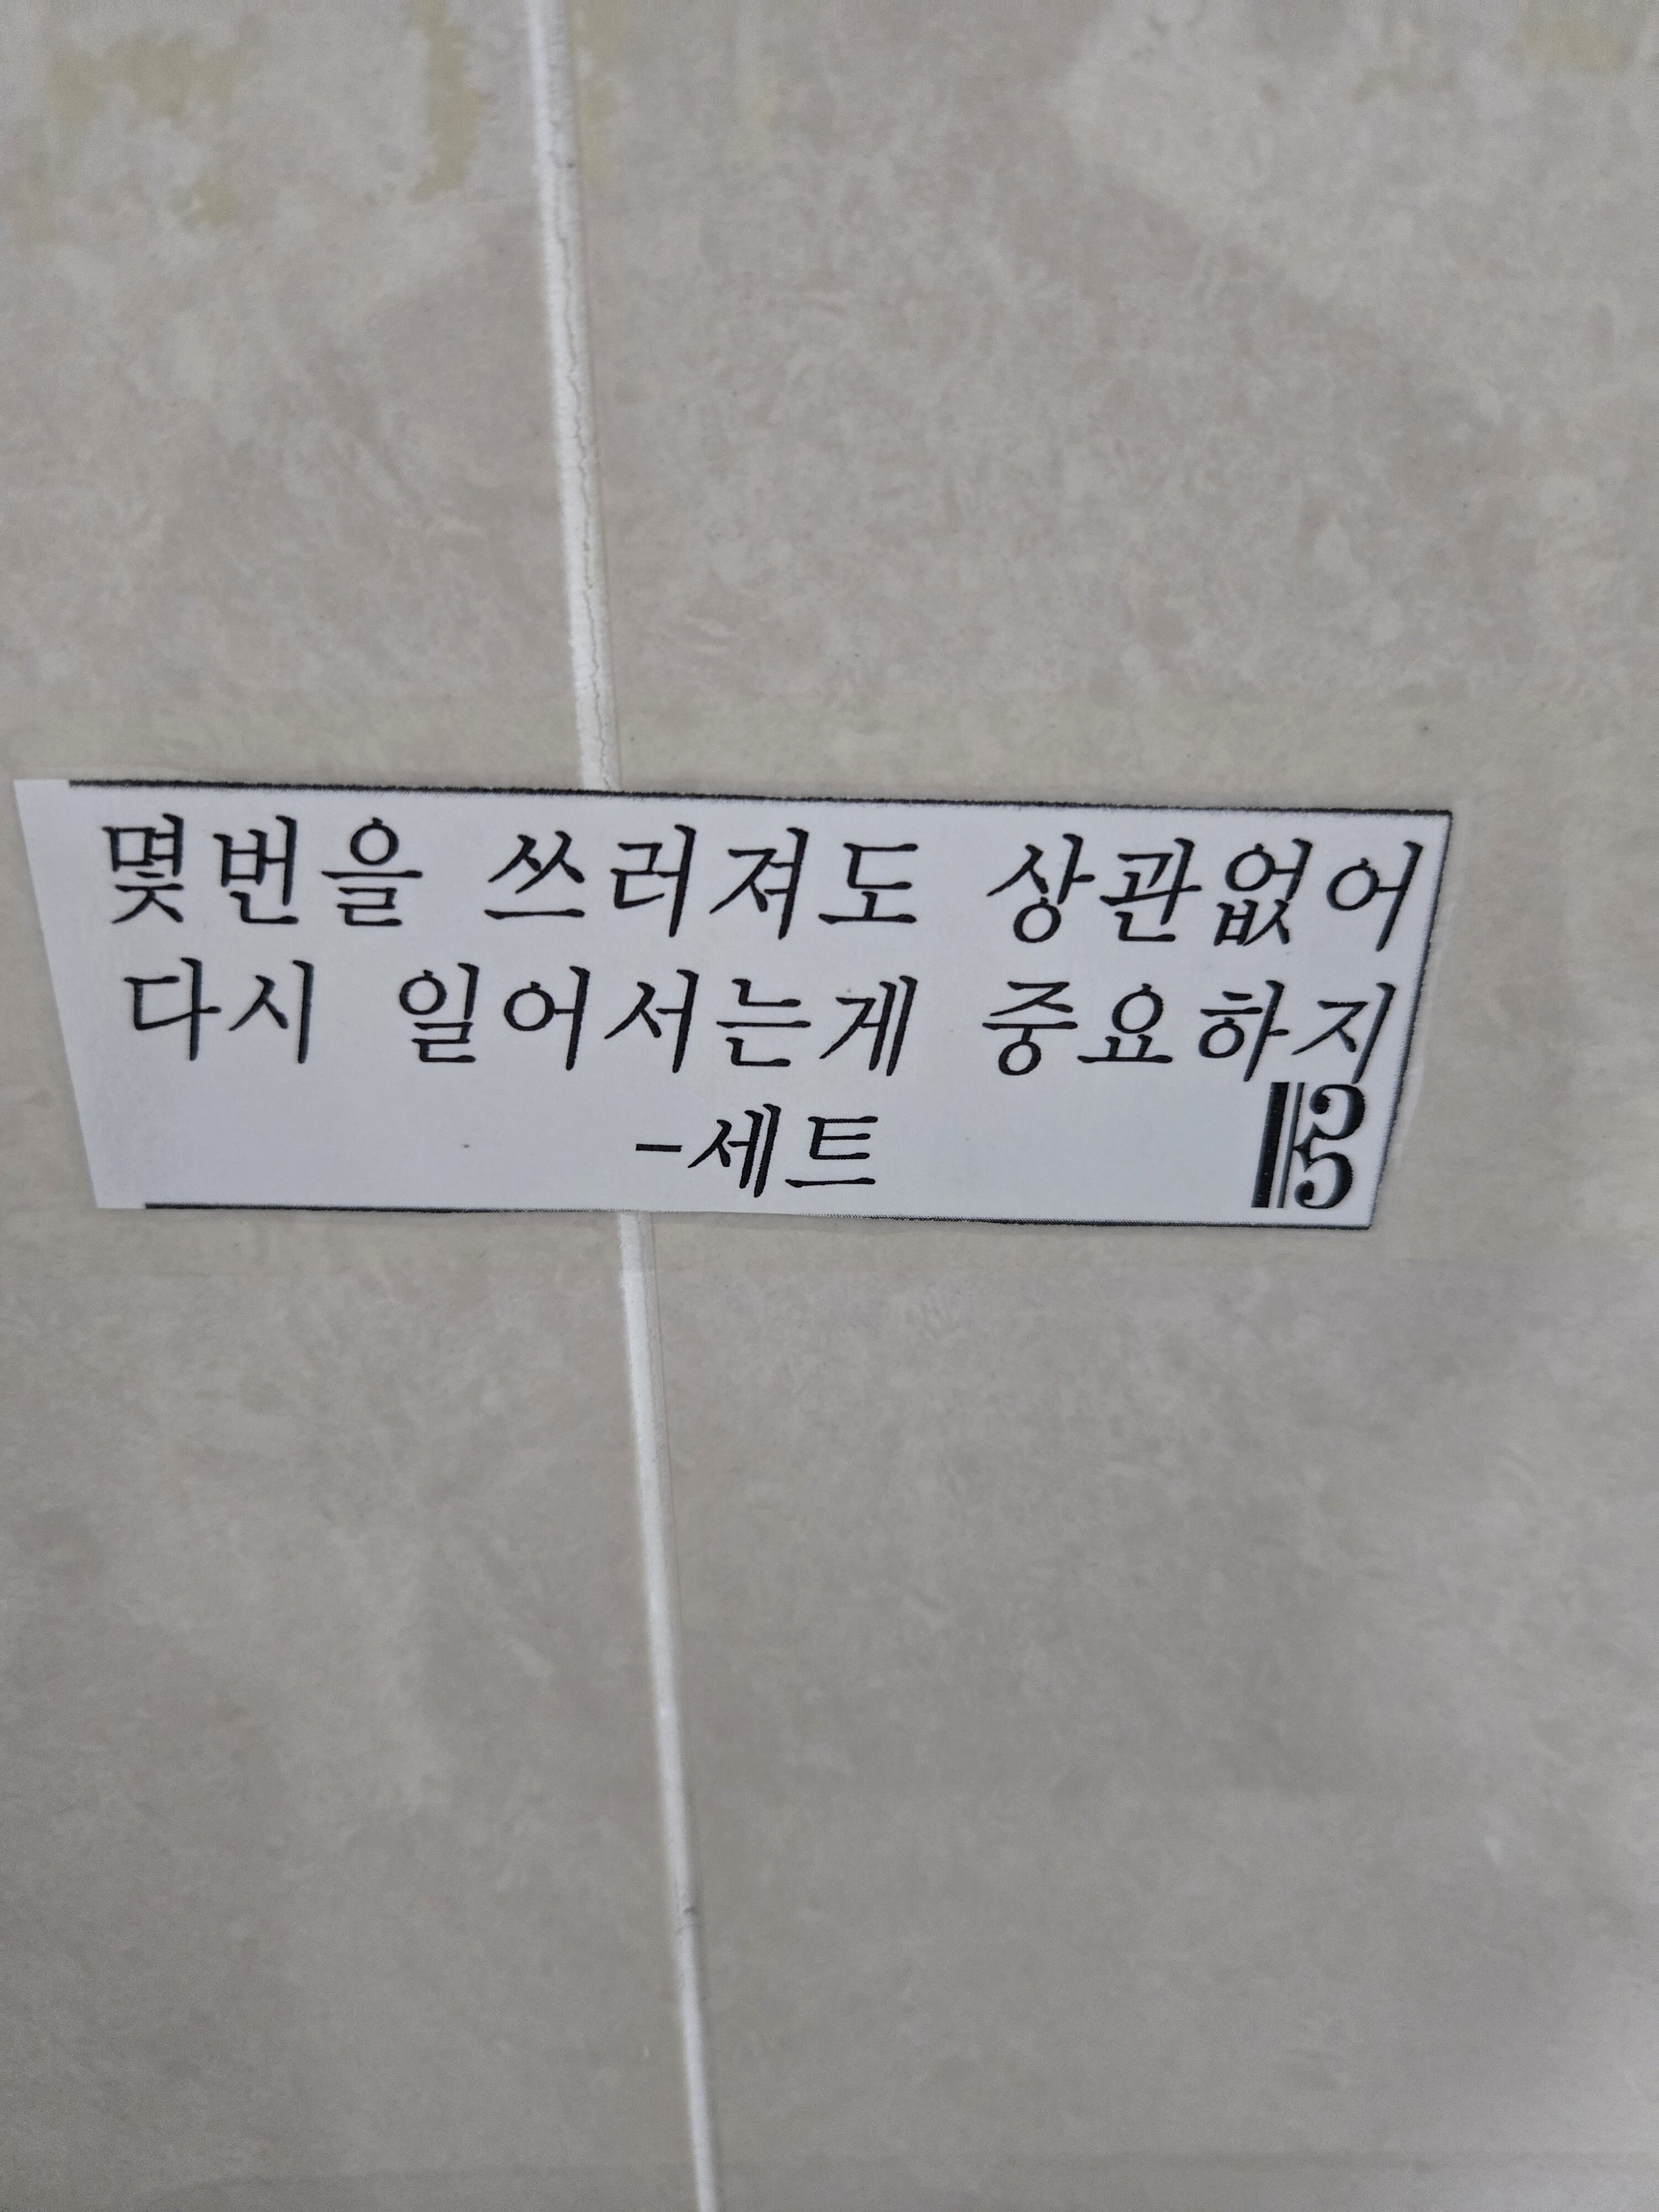 몇번을 쓰러져도 상관없어
다시 일어서는게 중요하지
-세트